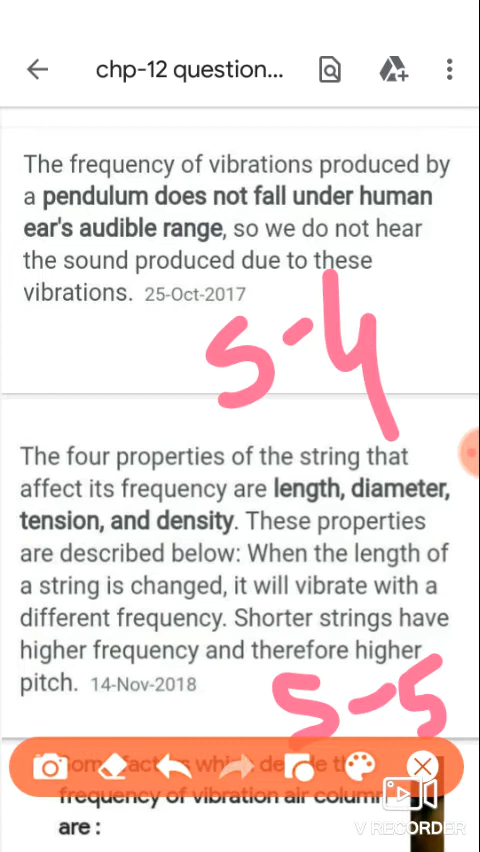 chp-12 question...
The frequency of vibrations produced by
a pendulum does not fall under human
ear's audible range, so we do not hear
the sound produced due to these
vibrations. 25-Oct-2017
S-4
The four properties of the string that
affect its frequency are length, diameter,
tension, and density. These properties
are described below: When the length of
a string is changed, it will vibrate with a
different frequency. Shorter strings have
higher frequency and therefore higher
pitch. 14-Nov-2018
S-5
frequency of vibration air column
are :
V RECORDER